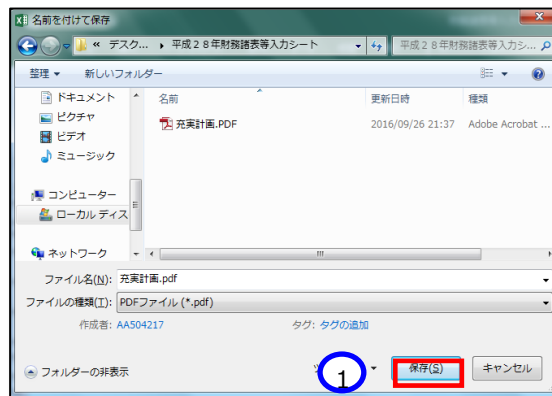 名前を付けて保存
« デスク... 平成28年財務諸表等入力シート 平成28年財務諸表等入力シ...
整理 新しいフォルダー
ドキュメント 名前 更新日時 種類
ピクチャ 充実計画.PDF 2016/09/26 21:37 Adobe Acrobat ...
ビデオ
ミュージック
コンピューター
ローカル ディス
ネットワーク
ファイル名(N): 充実計画.pdf
ファイルの種類(T): PDFファイル (*.pdf)
作成者: AA504217 タグ: タグの追加
フォルダーの非表示 1 保存(S) キャンセル